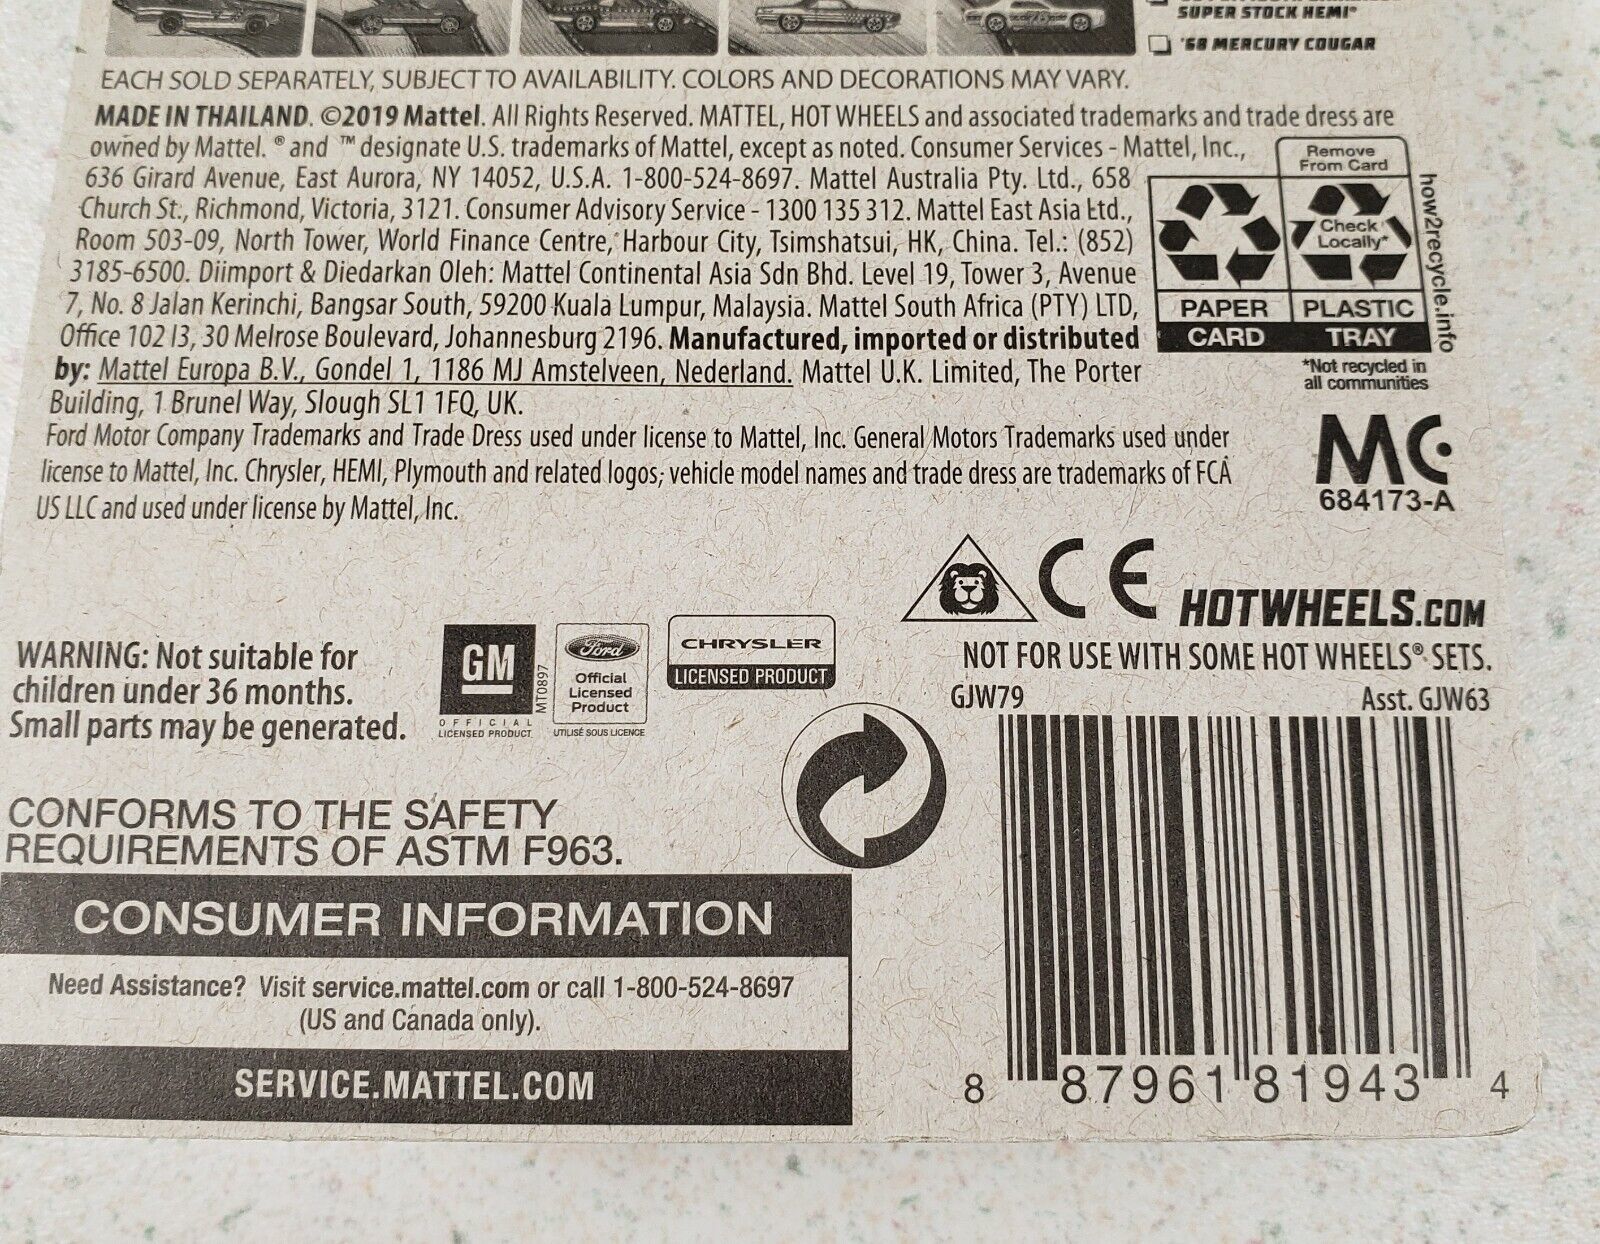 SUPER STOCK HEMI®
'68 MERCURY COUGAR
EACH SOLD SEPARATELY, SUBJECT TO AVAILABILITY. COLORS AND DECORATIONS MAY VARY.
MADE IN THAILAND. ©2019 Mattel. All Rights Reserved. MATTEL, HOT WHEELS and associated trademarks and trade dress are
owned by Mattel. ® and ™ designate U.S. trademarks of Mattel, except as noted. Consumer Services - Mattel, Inc.,
636 Girard Avenue, East Aurora, NY 14052, U.S.A. 1-800-524-8697. Mattel Australia Pty. Ltd., 658
Church St., Richmond, Victoria, 3121. Consumer Advisory Service - 1300 135 312. Mattel East Asia Ltd.,
Room 503-09, North Tower, World Finance Centre, Harbour City, Tsimshatsui, HK, China. Tel.: (852)
3185-6500. Diimport & Diedarkan Oleh: Mattel Continental Asia Sdn Bhd. Level 19, Tower 3, Avenue
7, No. 8 Jalan Kerinchi, Bangsar South, 59200 Kuala Lumpur, Malaysia. Mattel South Africa (PTY) LTD,
Office 102 I3, 30 Melrose Boulevard, Johannesburg 2196. Manufactured, imported or distributed
by: Mattel Europa B.V., Gondel 1, 1186 MJ Amstelveen, Nederland. Mattel U.K. Limited, The Porter
Building, 1 Brunel Way, Slough SL1 1FQ, UK.
Ford Motor Company Trademarks and Trade Dress used under license to Mattel, Inc. General Motors Trademarks used under
license to Mattel, Inc. Chrysler, HEMI, Plymouth and related logos; vehicle model names and trade dress are trademarks of FCA
US LLC and used under license by Mattel, Inc.
Remove
From Card
Check
Locally*
PAPER
PLASTIC
CARD
TRAY
how2recycle.info
*Not recycled in
all communities
MC
684173-A
CE
HOTWHEELS.COM
NOT FOR USE WITH SOME HOT WHEELS® SETS.
GJW79
Asst. GJW63
WARNING: Not suitable for
children under 36 months.
Small parts may be generated.
GM
OFFICIAL
LICENSED PRODUCT
MT0897
Ford
Official
Licensed
Product
UTILISÉ SOUS LICENCE
CHRYSLER
LICENSED PRODUCT
CONFORMS TO THE SAFETY
REQUIREMENTS OF ASTM F963.
CONSUMER INFORMATION
Need Assistance? Visit service.mattel.com or call 1-800-524-8697
(US and Canada only).
SERVICE.MATTEL.COM
8 87961 81943 4